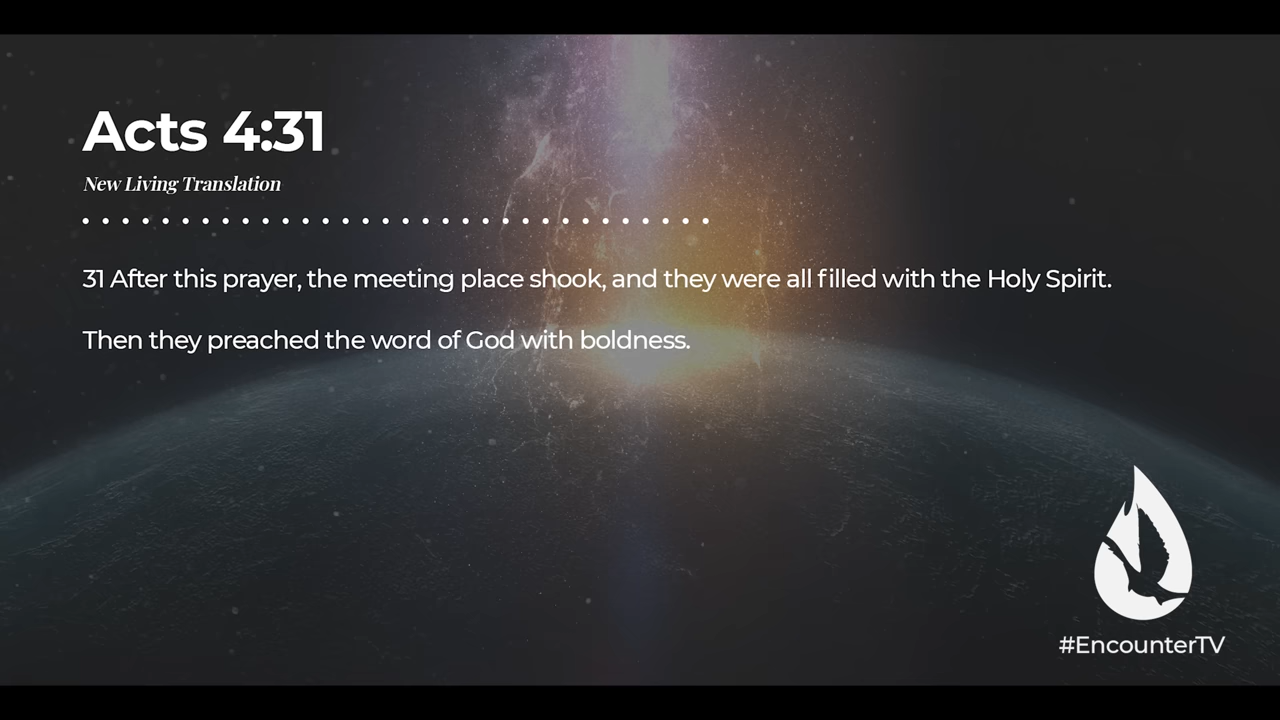 Acts 4:31
New Living Translation
31 After this prayer, the meeting place shook, and they were all filled with the Holy Spirit.
Then they preached the word of God with boldness.
#EncounterTV